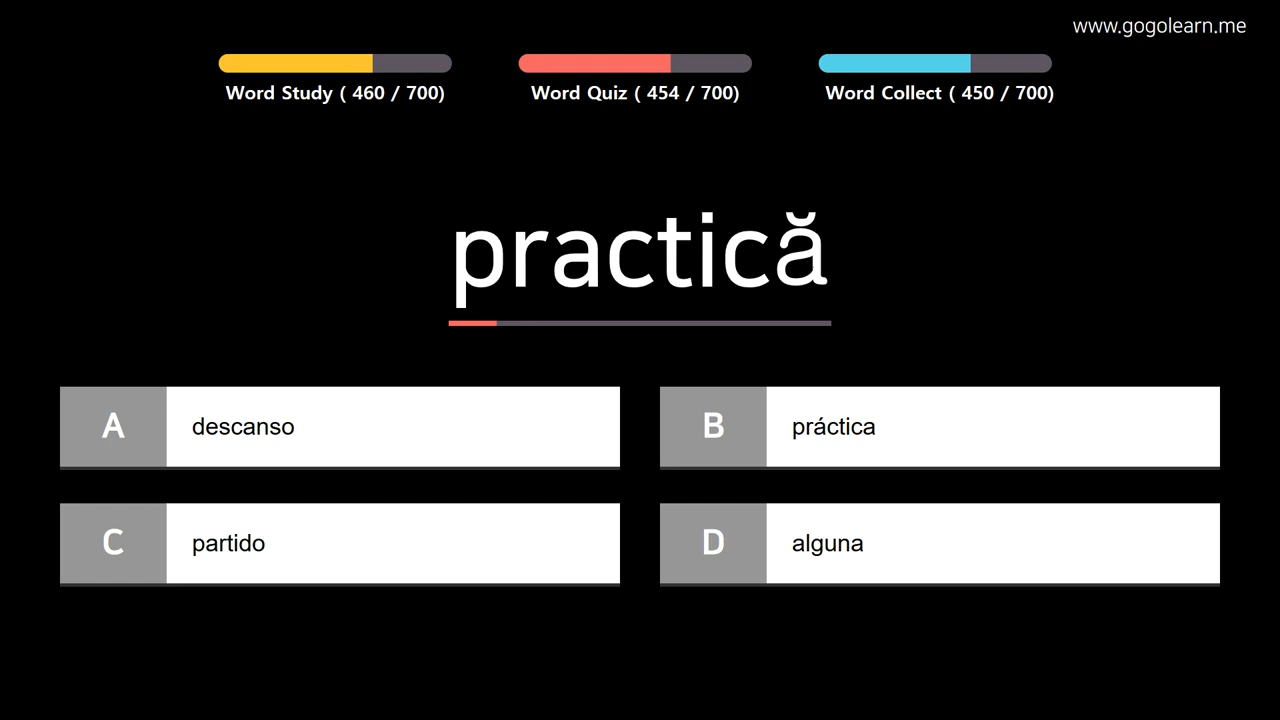 www.gogolearn.me
Word Study ( 460 / 700)
Word Quiz ( 454 / 700)
Word Collect ( 450 / 700)
practică
A descanso
B práctica
C partido
D alguna